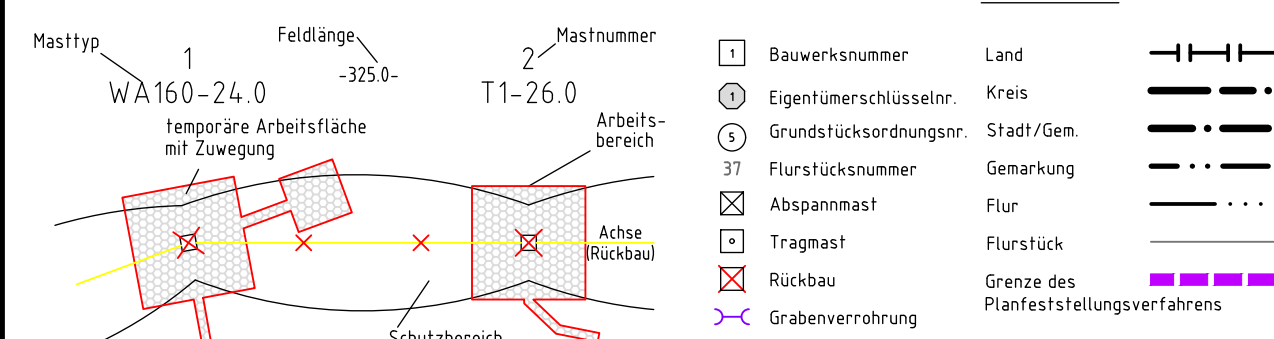 Masttyp
1
WA160-24.0
Feldlänge
-325.0-
Mastnummer
2
T1-26.0
temporäre Arbeitsfläche
mit Zuwegung
Arbeits-
bereich
Achse
(Rückbau)
Schutzbereich
1 Bauwerksnummer
1 Eigentümerschlüsselnr.
5 Grundstücksordnungsnr.
37 Flurstücksnummer
Abspannmast
Tragmast
Rückbau
Grabenverrohrung
Land
Kreis
Stadt/Gem.
Gemarkung
Flur
Flurstück
Grenze des
Planfeststellungsverfahrens